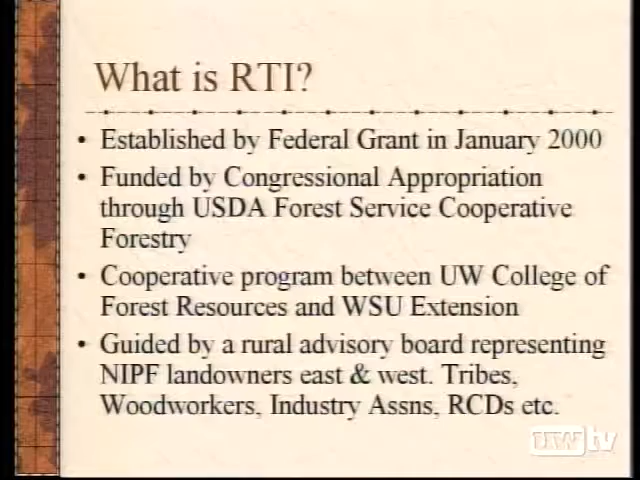 What is RTI?
• Established by Federal Grant in January 2000
• Funded by Congressional Appropriation
through USDA Forest Service Cooperative
Forestry
• Cooperative program between UW College of
Forest Resources and WSU Extension
• Guided by a rural advisory board representing
NIPF landowners east & west. Tribes,
Woodworkers, Industry Assns, RCDs etc.
UWtv